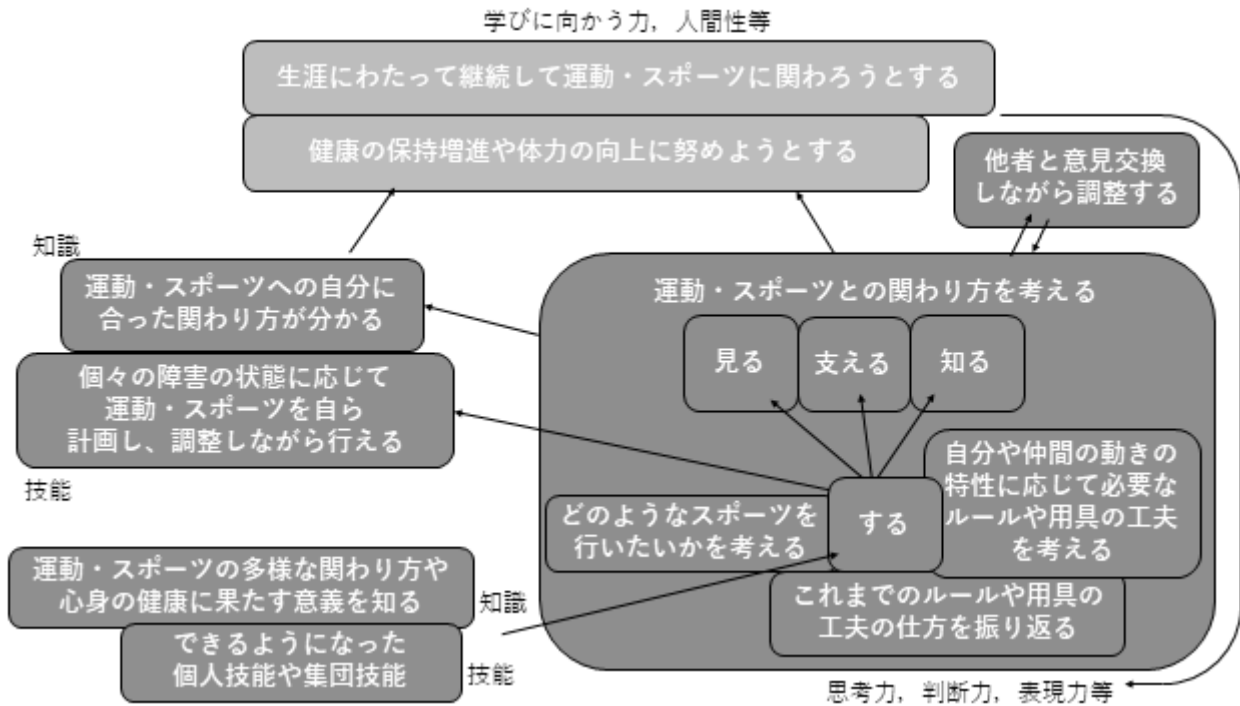 学びに向かう力，人間性等
生涯にわたって継続して運動・スポーツに関わろうとする
健康の保持増進や体力の向上に努めようとする
他者と意見交換
しながら調整する
知識
運動・スポーツへの自分に
合った関わり方が分かる
個々の障害の状態に応じて
運動・スポーツを自ら
計画し、調整しながら行える
技能
運動・スポーツとの関わり方を考える
見る
支える
知る
する
どのようなスポーツを
行いたいかを考える
自分や仲間の動きの
特性に応じて必要な
ルールや用具の工夫
を考える
これまでのルールや用具の
工夫の仕方を振り返る
運動・スポーツの多様な関わり方や
心身の健康に果たす意義を知る
知識
できるようになった
個人技能や集団技能
技能
思考力，判断力，表現力等